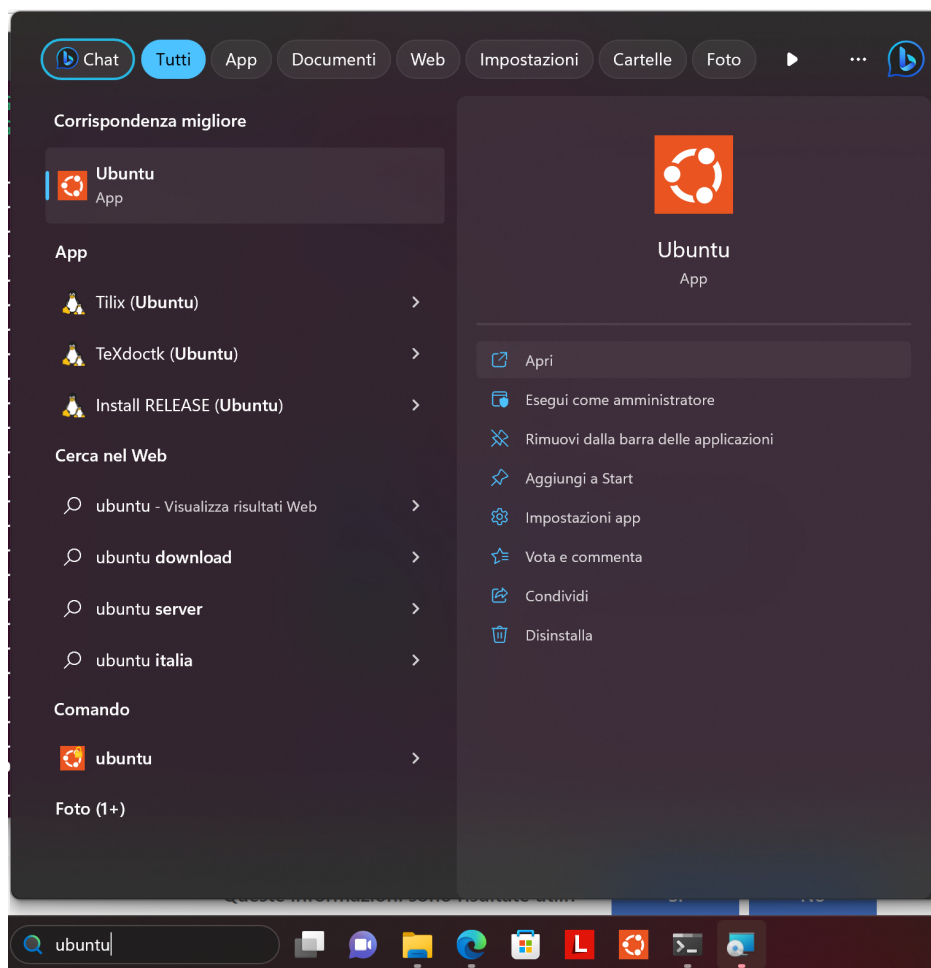 Chat Tutti App Documenti Web Impostazioni Cartelle Foto
Corrispondenza migliore
Ubuntu
App
App
Tilix (Ubuntu)
TeXdoctk (Ubuntu)
Install RELEASE (Ubuntu)
Cerca nel Web
ubuntu - Visualizza risultati Web
ubuntu download
ubuntu server
ubuntu italia
Comando
ubuntu
Foto (1+)
Ubuntu
App
Apri
Esegui come amministratore
Rimuovi dalla barra delle applicazioni
Aggiungi a Start
Impostazioni app
Vota e commenta
Condividi
Disinstalla
ubuntu
L